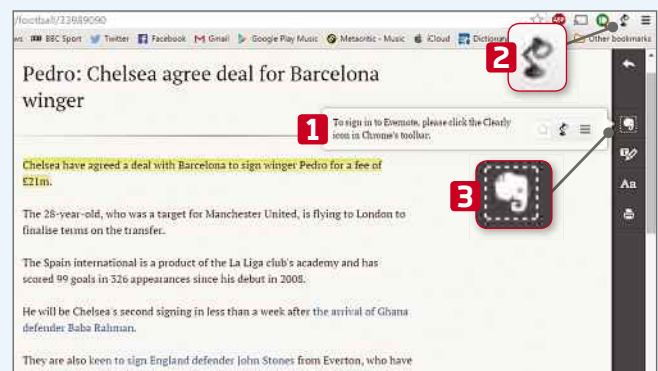 /football/33989090
BBC Sport Twitter Facebook Gmail Google Play Music Metacritic - Music iCloud Dictionary Other bookmarks
2
Pedro: Chelsea agree deal for Barcelona
winger
1
To sign in to Evernote, please click the Clearly
icon in Chrome's toolbar.
Chelsea have agreed a deal with Barcelona to sign winger Pedro for a fee of
£21m.
3
Aa
The 28-year-old, who was a target for Manchester United, is flying to London to
finalise terms on the transfer.
The Spain international is a product of the La Liga club's academy and has
scored 99 goals in 326 appearances since his debut in 2008.
He will be Chelsea's second signing in less than a week after the arrival of Ghana
defender Baba Rahman.
They are also keen to sign England defender John Stones from Everton, who have